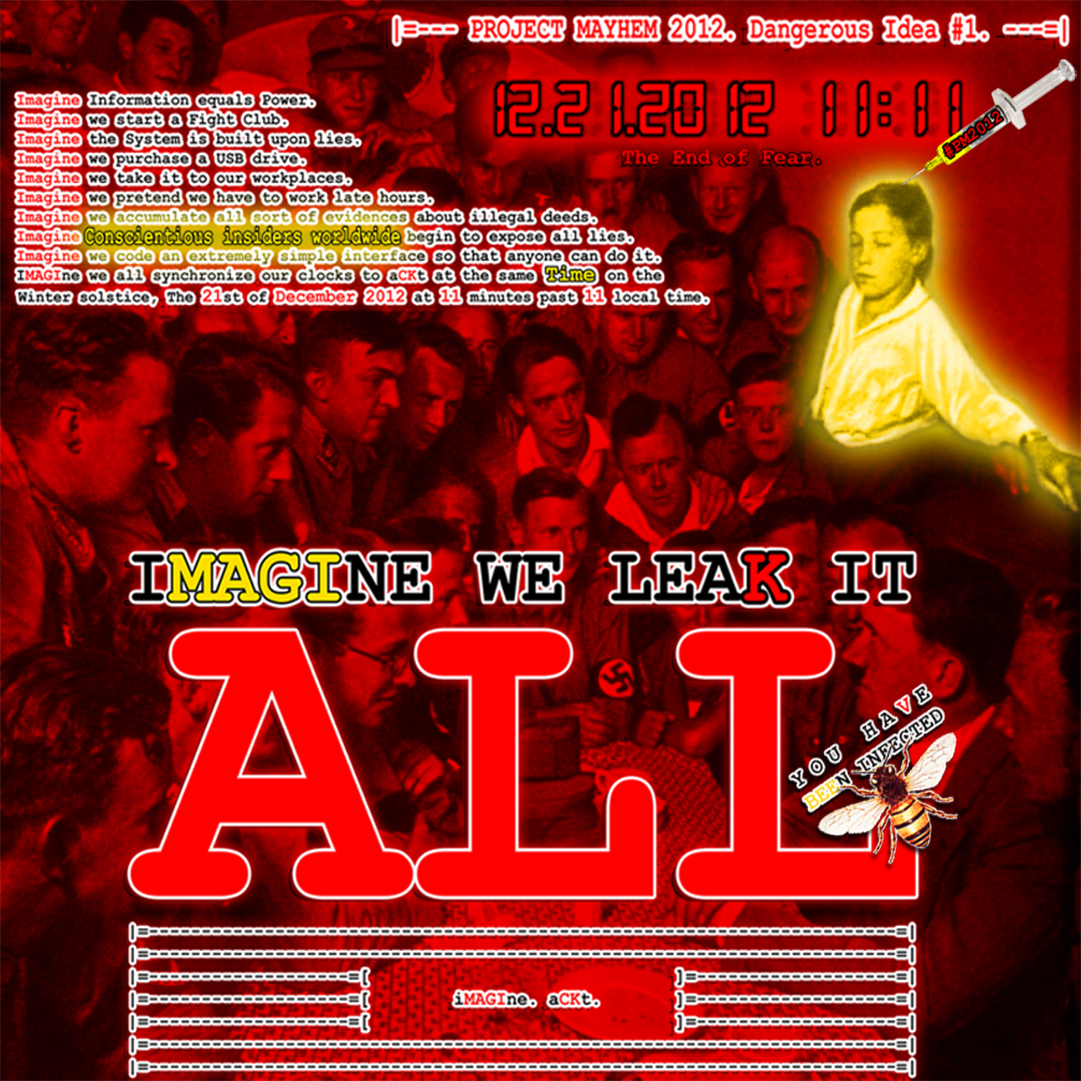 |=--- PROJECT MAYHEM 2012. Dangerous Idea #1. ---=|
12.21.2012 11:11
The End of Fear.
#PM2012
Imagine Information equals Power.
Imagine we start a Fight Club.
Imagine the System is built upon lies.
Imagine we purchase a USB drive.
Imagine we take it to our workplaces.
Imagine we pretend we have to work late hours.
Imagine we accumulate all sort of evidences about illegal deeds.
Imagine Conscientious insiders worldwide begin to expose all lies.
Imagine we code an extremely simple interface so that anyone can do it.
IMAGIne we all synchronize our clocks to aCKt at the same Time on the
Winter solstice, The 21st of December 2012 at 11 minutes past 11 local time.
IMAGINE WE LEAK IT
ALL
YOU HAVE
BEEN INFECTED
iMAGIne. aCKt.